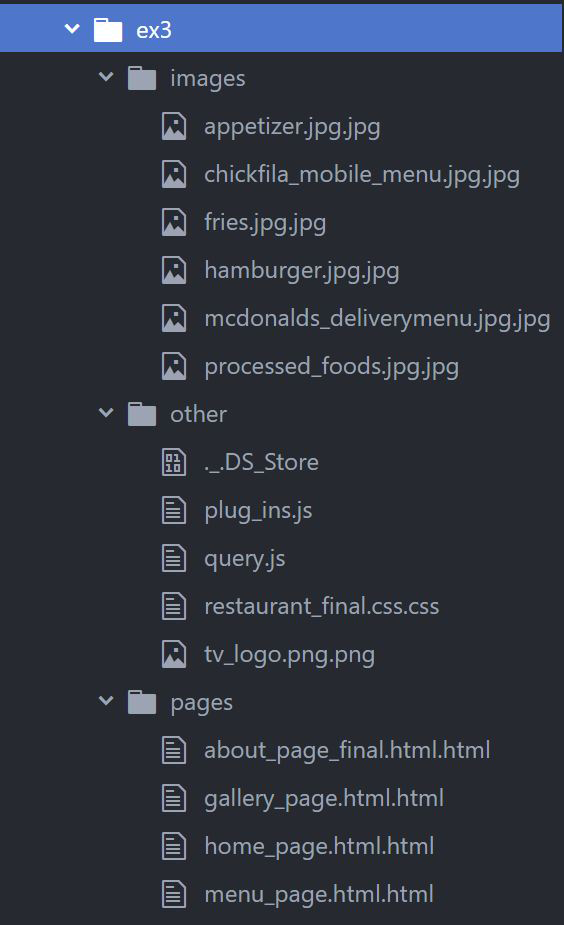 ex3
images
appetizer.jpg.jpg
chickfila_mobile_menu.jpg.jpg
fries.jpg.jpg
hamburger.jpg.jpg
mcdonalds_deliverymenu.jpg.jpg
processed_foods.jpg.jpg
other
._.DS_Store
plug_ins.js
query.js
restaurant_final.css.css
tv_logo.png.png
pages
about_page_final.html.html
gallery_page.html.html
home_page.html.html
menu_page.html.html